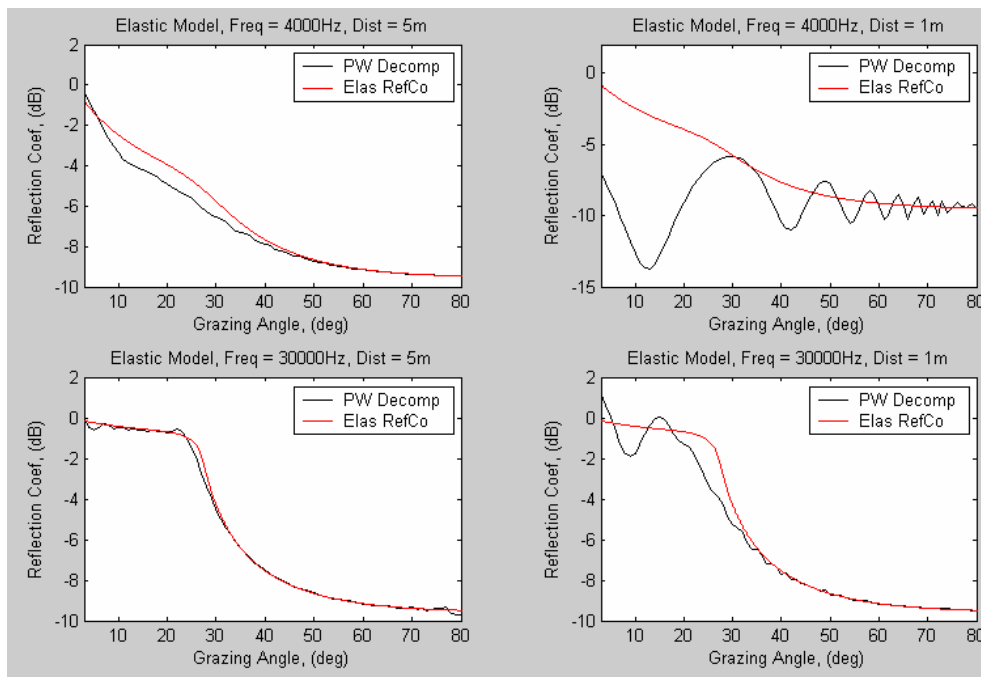 Elastic Model, Freq = 4000Hz, Dist = 5m
2
0
-2
-4
-6
-8
-10
Reflection Coef, (dB)
PW Decomp
Elas RefCo
10 20 30 40 50 60 70 80
Grazing Angle, (deg)
Elastic Model, Freq = 4000Hz, Dist = 1m
0
-5
-10
-15
Reflection Coef, (dB)
PW Decomp
Elas RefCo
10 20 30 40 50 60 70 80
Grazing Angle, (deg)
Elastic Model, Freq = 30000Hz, Dist = 5m
2
0
-2
-4
-6
-8
-10
Reflection Coef, (dB)
PW Decomp
Elas RefCo
10 20 30 40 50 60 70 80
Grazing Angle, (deg)
Elastic Model, Freq = 30000Hz, Dist = 1m
2
0
-2
-4
-6
-8
-10
Reflection Coef, (dB)
PW Decomp
Elas RefCo
10 20 30 40 50 60 70 80
Grazing Angle, (deg)